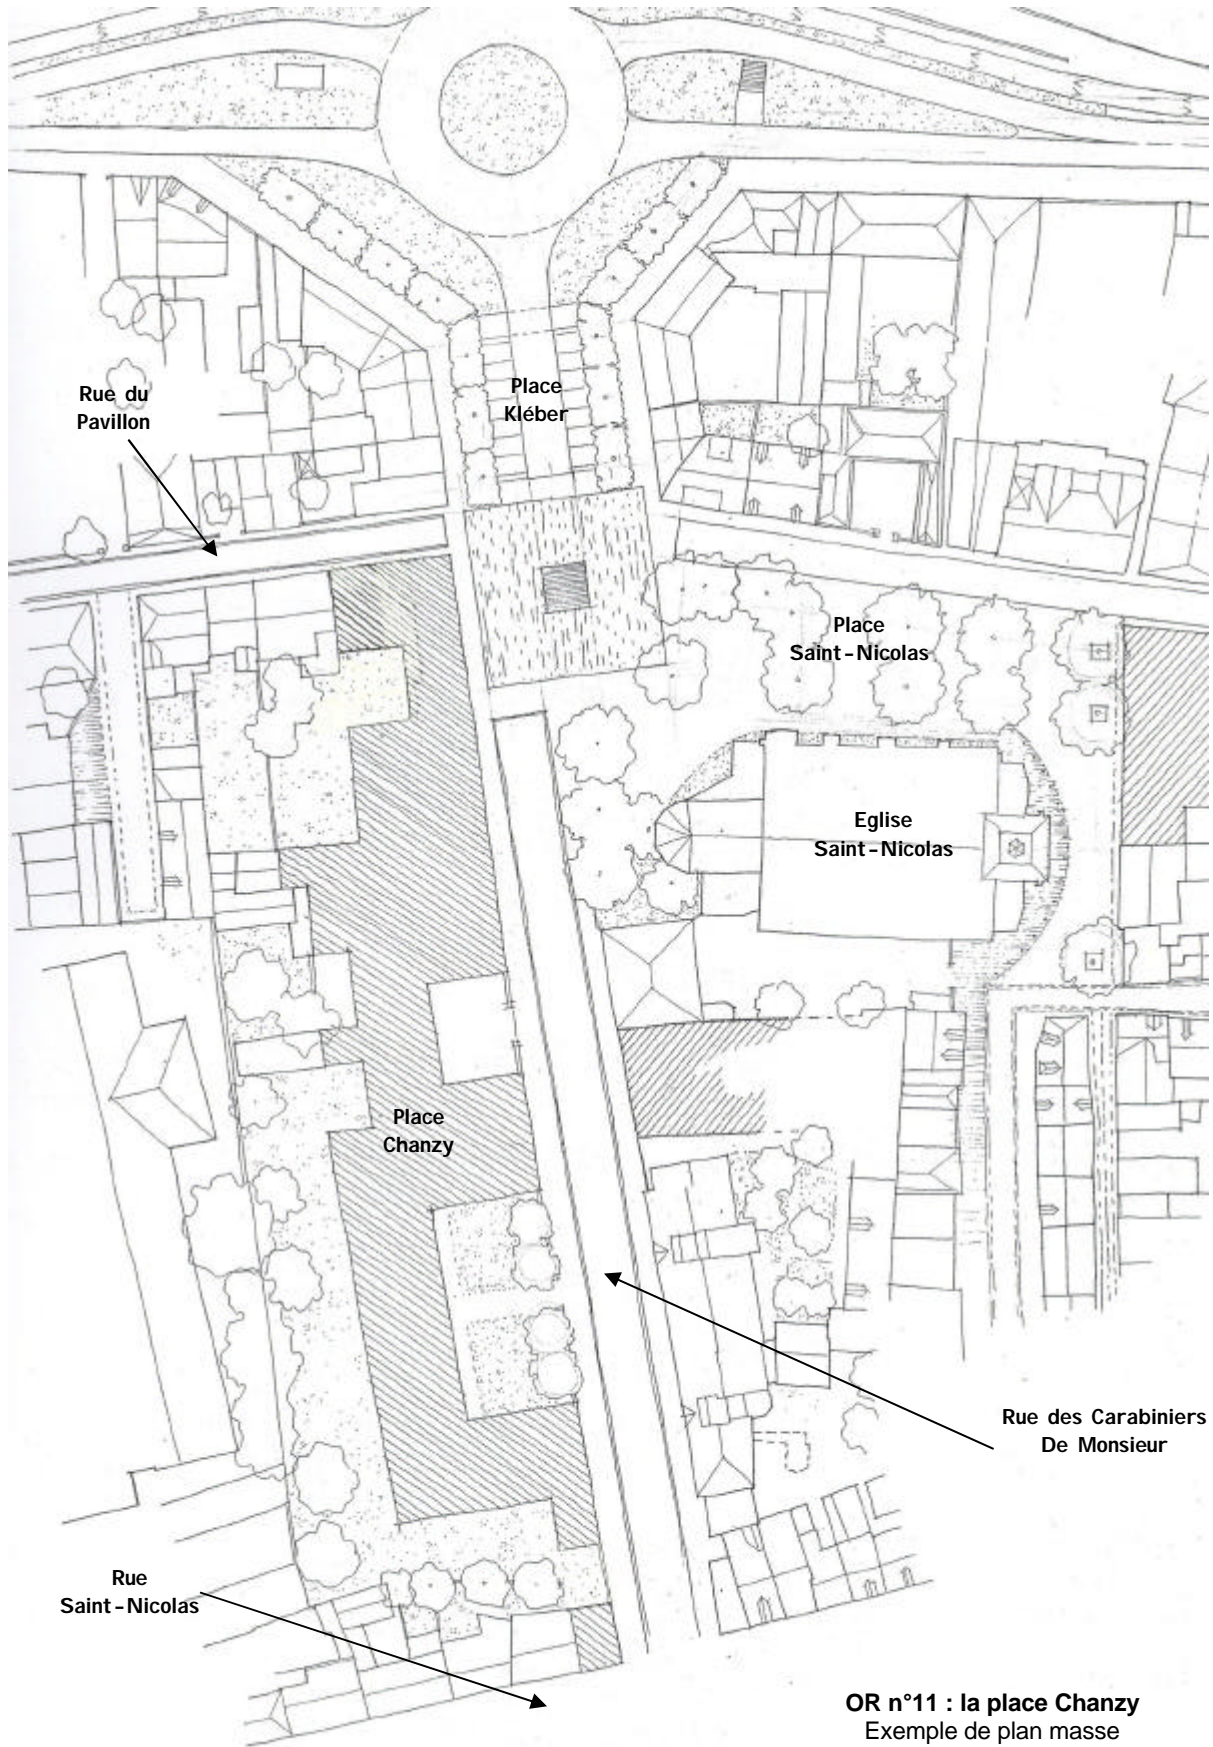 Place
Kléber
Rue du
Pavillon
Place
Saint-Nicolas
Eglise
Saint-Nicolas
Place
Chanzy
Rue des Carabiniers
De Monsieur
Rue
Saint-Nicolas
OR n°11 : la place Chanzy
Exemple de plan masse